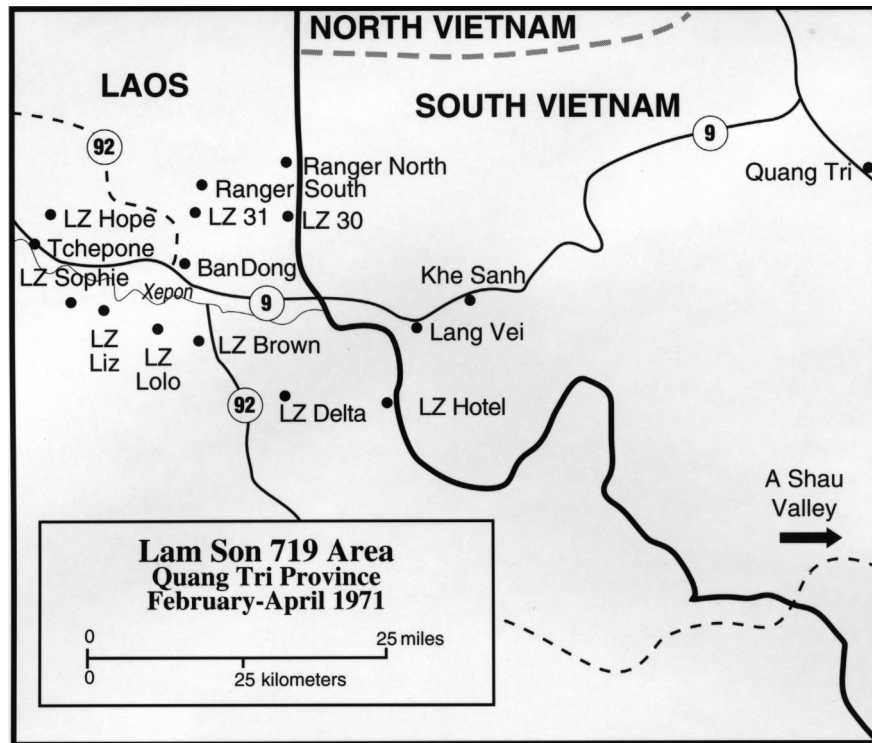 NORTH VIETNAM
LAOS
SOUTH VIETNAM
92
9
Ranger North
Quang Tri
Ranger South
LZ Hope
LZ 31
LZ 30
Tchepone
BanDong
Khe Sanh
LZ Sophie
Xepon
9
Lang Vei
LZ
Liz
LZ
Lolo
LZ Brown
92
LZ Delta
LZ Hotel
A Shau
Valley
Lam Son 719 Area
Quang Tri Province
February-April 1971
0
25 miles
0
25 kilometers